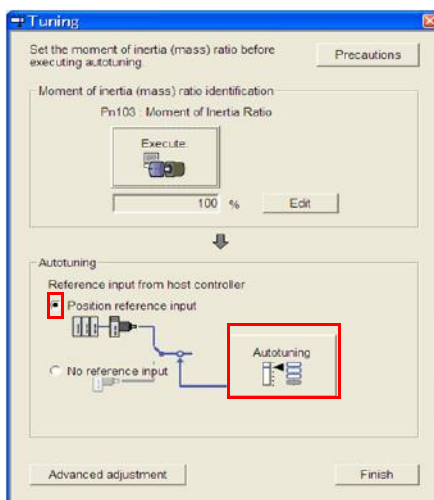 Tuning
Set the moment of inertia (mass) ratio before
executing autotuning.
Precautions
Moment of inertia (mass) ratio identification
Pn103 : Moment of Inertia Ratio
Execute
100 %
Edit
Autotuning
Reference input from host controller
Position reference input
Autotuning
No reference input
Advanced adjustment
Finish